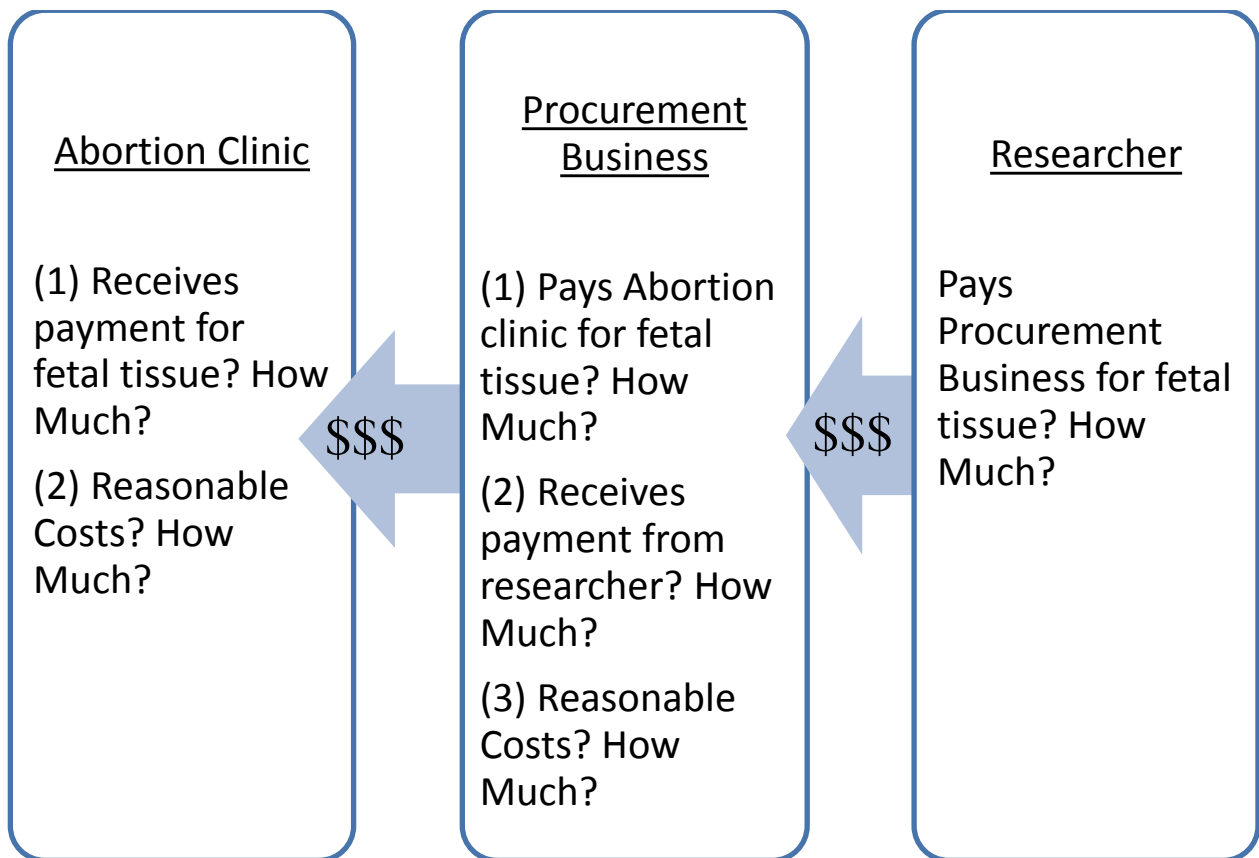 Abortion Clinic
(1) Receives
payment for
fetal tissue? How
Much?
(2) Reasonable
Costs? How
Much?
$$$
Procurement
Business
(1) Pays Abortion
clinic for fetal
tissue? How
Much?
(2) Receives
payment from
researcher? How
Much?
(3) Reasonable
Costs? How
Much?
$$$
Researcher
Pays
Procurement
Business for fetal
tissue? How
Much?